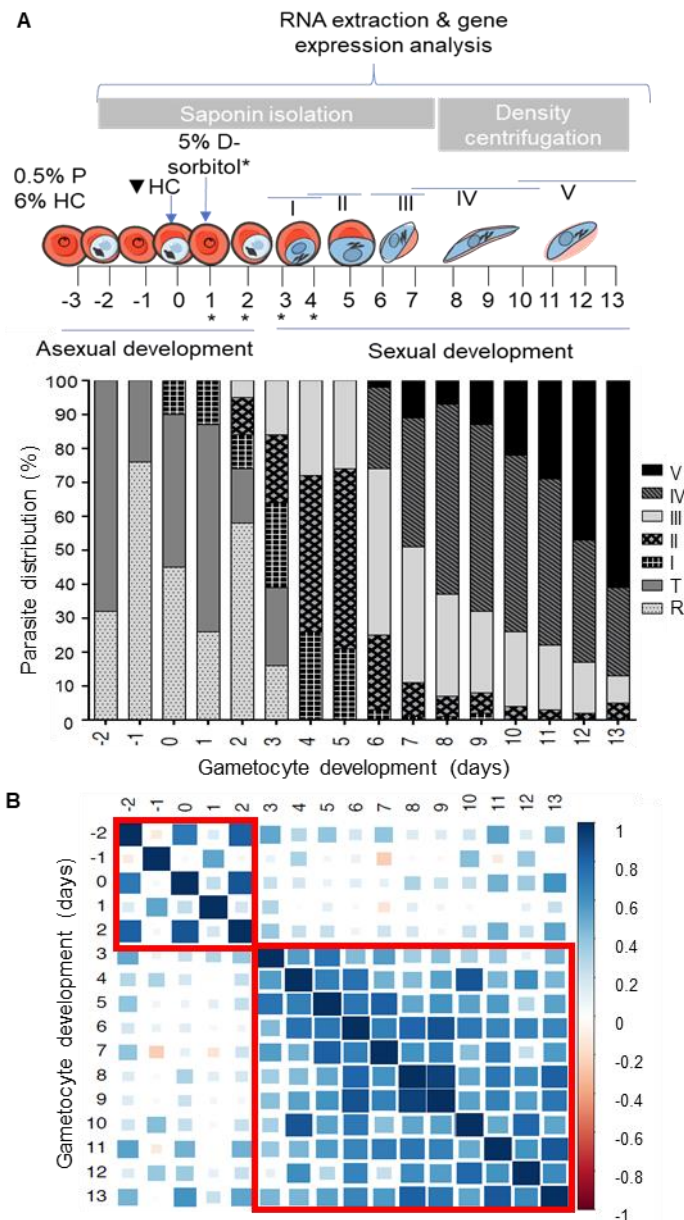 A
RNA extraction & gene
expression analysis
Saponin isolation
Density
centrifugation
5% D-
sorbitol*
0.5% P
6% HC
▼HC
I
II
III
IV
V
-3 -2 -1 0 1 2 3 4 5 6 7 8 9 10 11 12 13
* * * *
Asexual development
Sexual development
100
90
80
70
60
50
40
30
20
10
0
Parasite distribution (%)
V
IV
III
II
I
T
R
-2 -1 0 1 2 3 4 5 6 7 8 9 10 11 12 13
Gametocyte development (days)
B
-2 -1 0 1 2 3 4 5 6 7 8 9 10 11 12 13
Gametocyte development (days)
-2
-1
0
1
2
3
4
5
6
7
8
9
10
11
12
13
1
0.8
0.6
0.4
0.2
0
-0.2
-0.4
-0.6
-0.8
-1